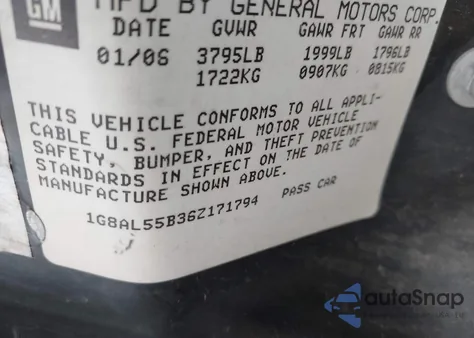 GM
MFD BY GENERAL MOTORS CORP
DATE GVWR GAWR FRT GAWR RR
01/06 3795LB 1999LB 1796LB
1722KG 0907KG 0815KG
THIS VEHICLE CONFORMS TO ALL APPLI-
CABLE U.S. FEDERAL MOTOR VEHICLE
SAFETY, BUMPER, AND THEFT PREVENTION
STANDARDS IN EFFECT ON THE DATE OF
MANUFACTURE SHOWN ABOVE.
1G8AL55B36Z171794 PASS CAR
autoSnap